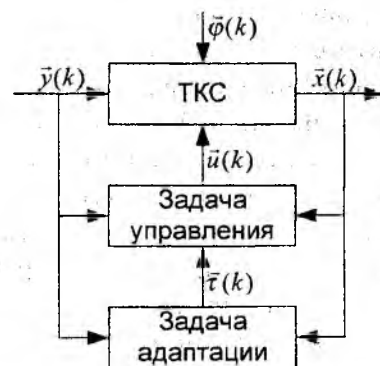 φ⃗(k)
y⃗(k) ТКС x⃗(k)
u⃗(k)
Задача
управления
τ⃗(k)
Задача
адаптации